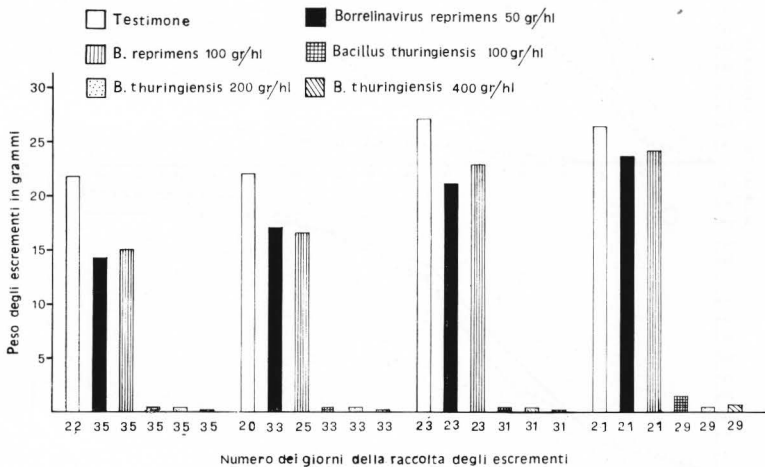 Testimone
Borrelinavirus reprimens 50 gr/hl
B. reprimens 100 gr/hl
Bacillus thuringiensis 100gr/hl
B. thuringiensis 200 gr/hl
B. thuringiensis 400 gr/hl
Peso degli escrementi in grammi
30
25
20
15
10
5
22 35 35 35 35 35 20 33 25 33 33 33 23 23 23 31 31 31 21 21 21 29 29 29
Numero dei giorni della raccolta degli escrementi